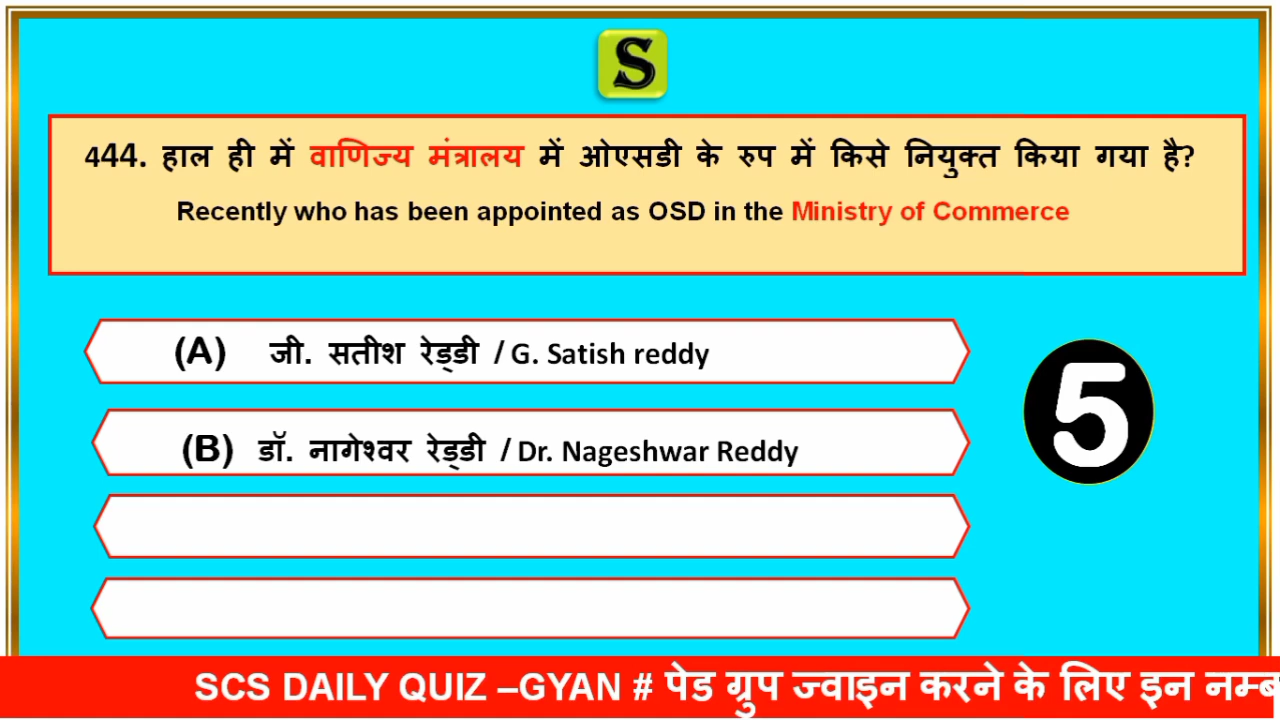 S
444. हाल ही में वाणिज्य मंत्रालय में ओएसडी के रुप में किसे नियुक्त किया गया है?
Recently who has been appointed as OSD in the Ministry of Commerce
(A) जी. सतीश रेड्डी / G. Satish reddy
5
(B) डॉ. नागेश्वर रेड्डी / Dr. Nageshwar Reddy
SCS DAILY QUIZ –GYAN # पेड ग्रुप ज्वाइन करने के लिए इन